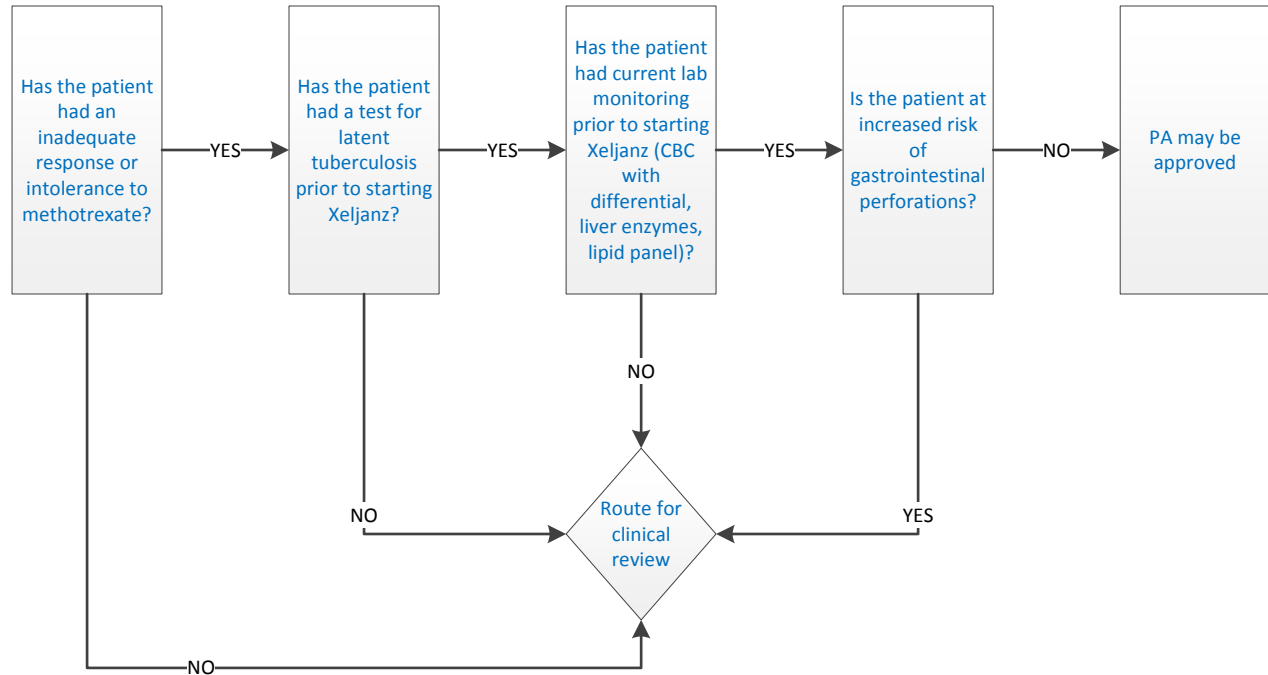 Has the patient
had an
inadequate
response or
intolerance to
methotrexate?
YES
Has the patient
had a test for
latent
tuberculosis
prior to starting
Xeljanz?
YES
Has the patient
had current lab
monitoring
prior to starting
Xeljanz (CBC
with
differential,
liver enzymes,
lipid panel)?
YES
Is the patient at
increased risk
of
gastrointestinal
perforations?
NO
PA may be
approved
NO
NO
YES
Route for
clinical
review
NO